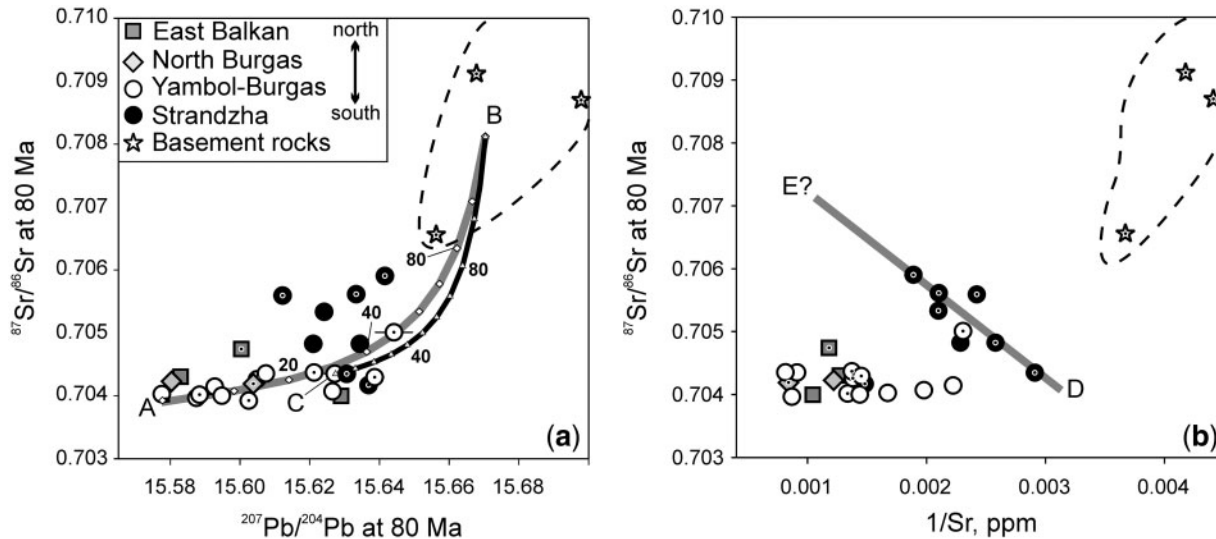 0.710
0.709
0.708
0.707
0.706
0.705
0.704
0.703
⁸⁷Sr/⁸⁶Sr at 80 Ma
East Balkan
North Burgas
Yambol-Burgas
Strandzha
Basement rocks
north
south
B
80
80
40
40
20
C
A
(a)
15.58 15.60 15.62 15.64 15.66 15.68
²⁰⁷Pb/²⁰⁴Pb at 80 Ma
0.710
0.709
0.708
0.707
0.706
0.705
0.704
0.703
⁸⁷Sr/⁸⁶Sr at 80 Ma
E?
D
(b)
0.001 0.002 0.003 0.004
1/Sr, ppm